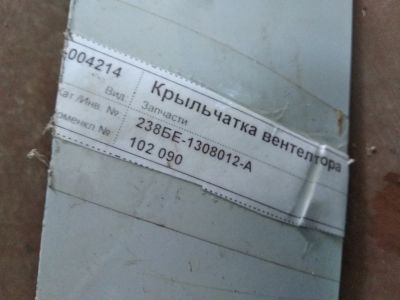 004214 Крыльчатка вентелтора
Вид Запчасти
Кат /Инв. № 238БЕ-1308012-А
оменкл № 102 090